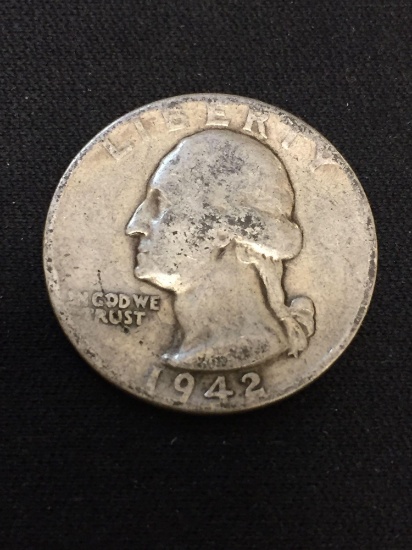 LIBERTY
IN GOD WE
TRUST
1942